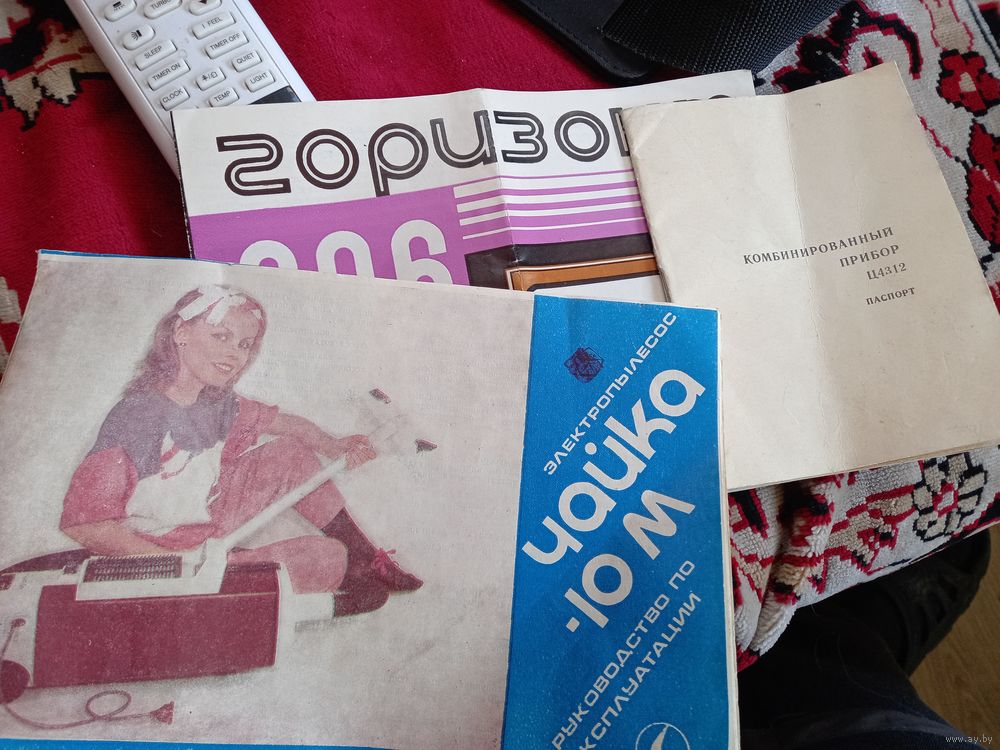 TURBO
I FEEL
SLEEP
TIMER OFF
TIMER ON
QUIET
CLOCK
TEMP
LIGHT
206
КОМБИНИРОВАННЫЙ
ПРИБОР
Ц4312
ПАСПОРТ
ЭЛЕКТРОПЫЛЕСОС
Чайка
-10 М
РУКОВОДСТВО ПО
ЭКСПЛУАТАЦИИ
www.ay.by